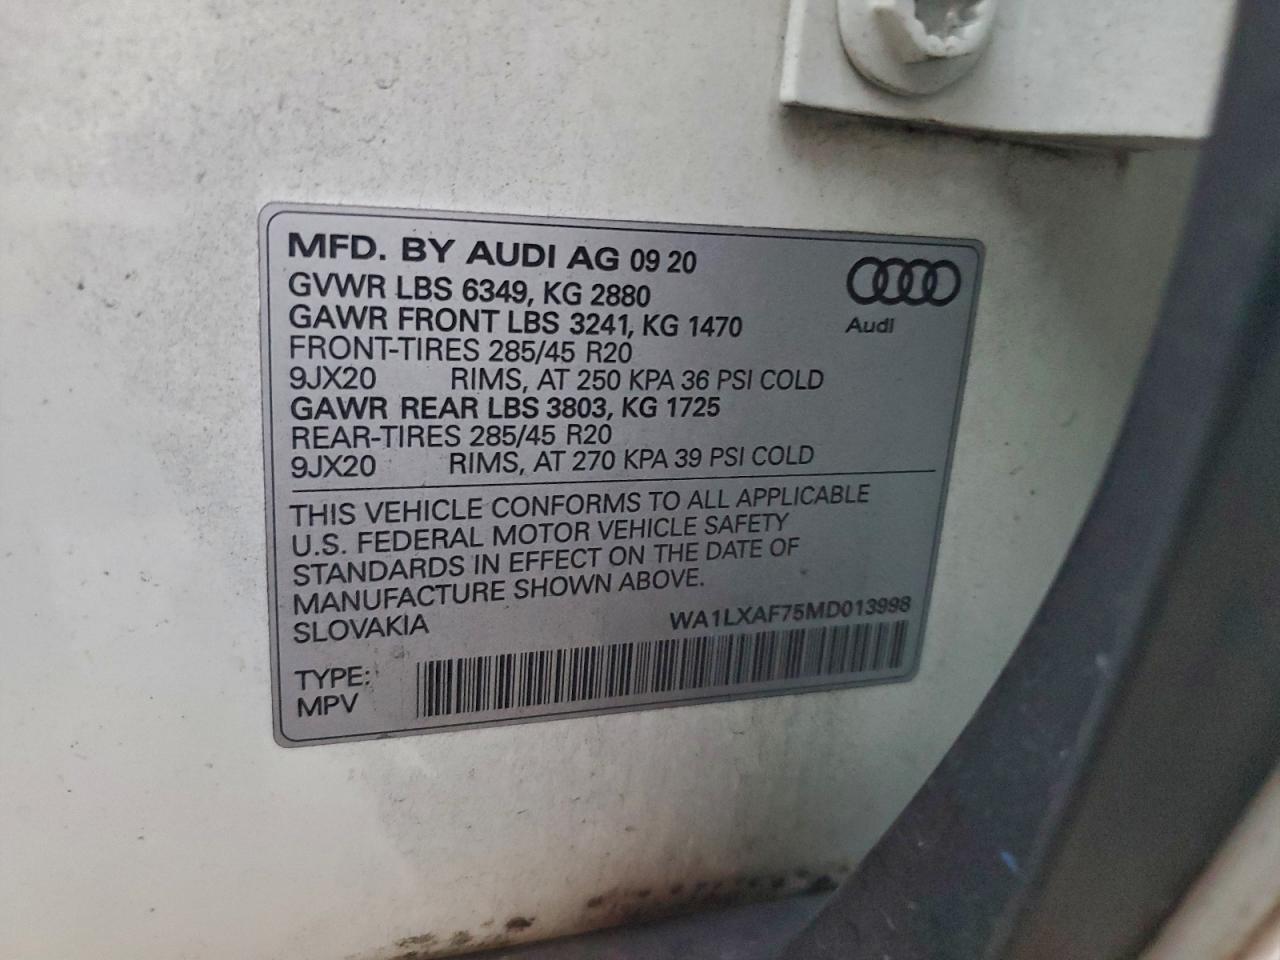 MFD. BY AUDI AG 09 20
GVWR LBS 6349, KG 2880
GAWR FRONT LBS 3241, KG 1470
FRONT-TIRES 285/45 R20
9JX20 RIMS, AT 250 KPA 36 PSI COLD
GAWR REAR LBS 3803, KG 1725
REAR-TIRES 285/45 R20
9JX20 RIMS, AT 270 KPA 39 PSI COLD
Audi
THIS VEHICLE CONFORMS TO ALL APPLICABLE
U.S. FEDERAL MOTOR VEHICLE SAFETY
STANDARDS IN EFFECT ON THE DATE OF
MANUFACTURE SHOWN ABOVE.
SLOVAKIA WA1LXAF75MD013998
TYPE:
MPV